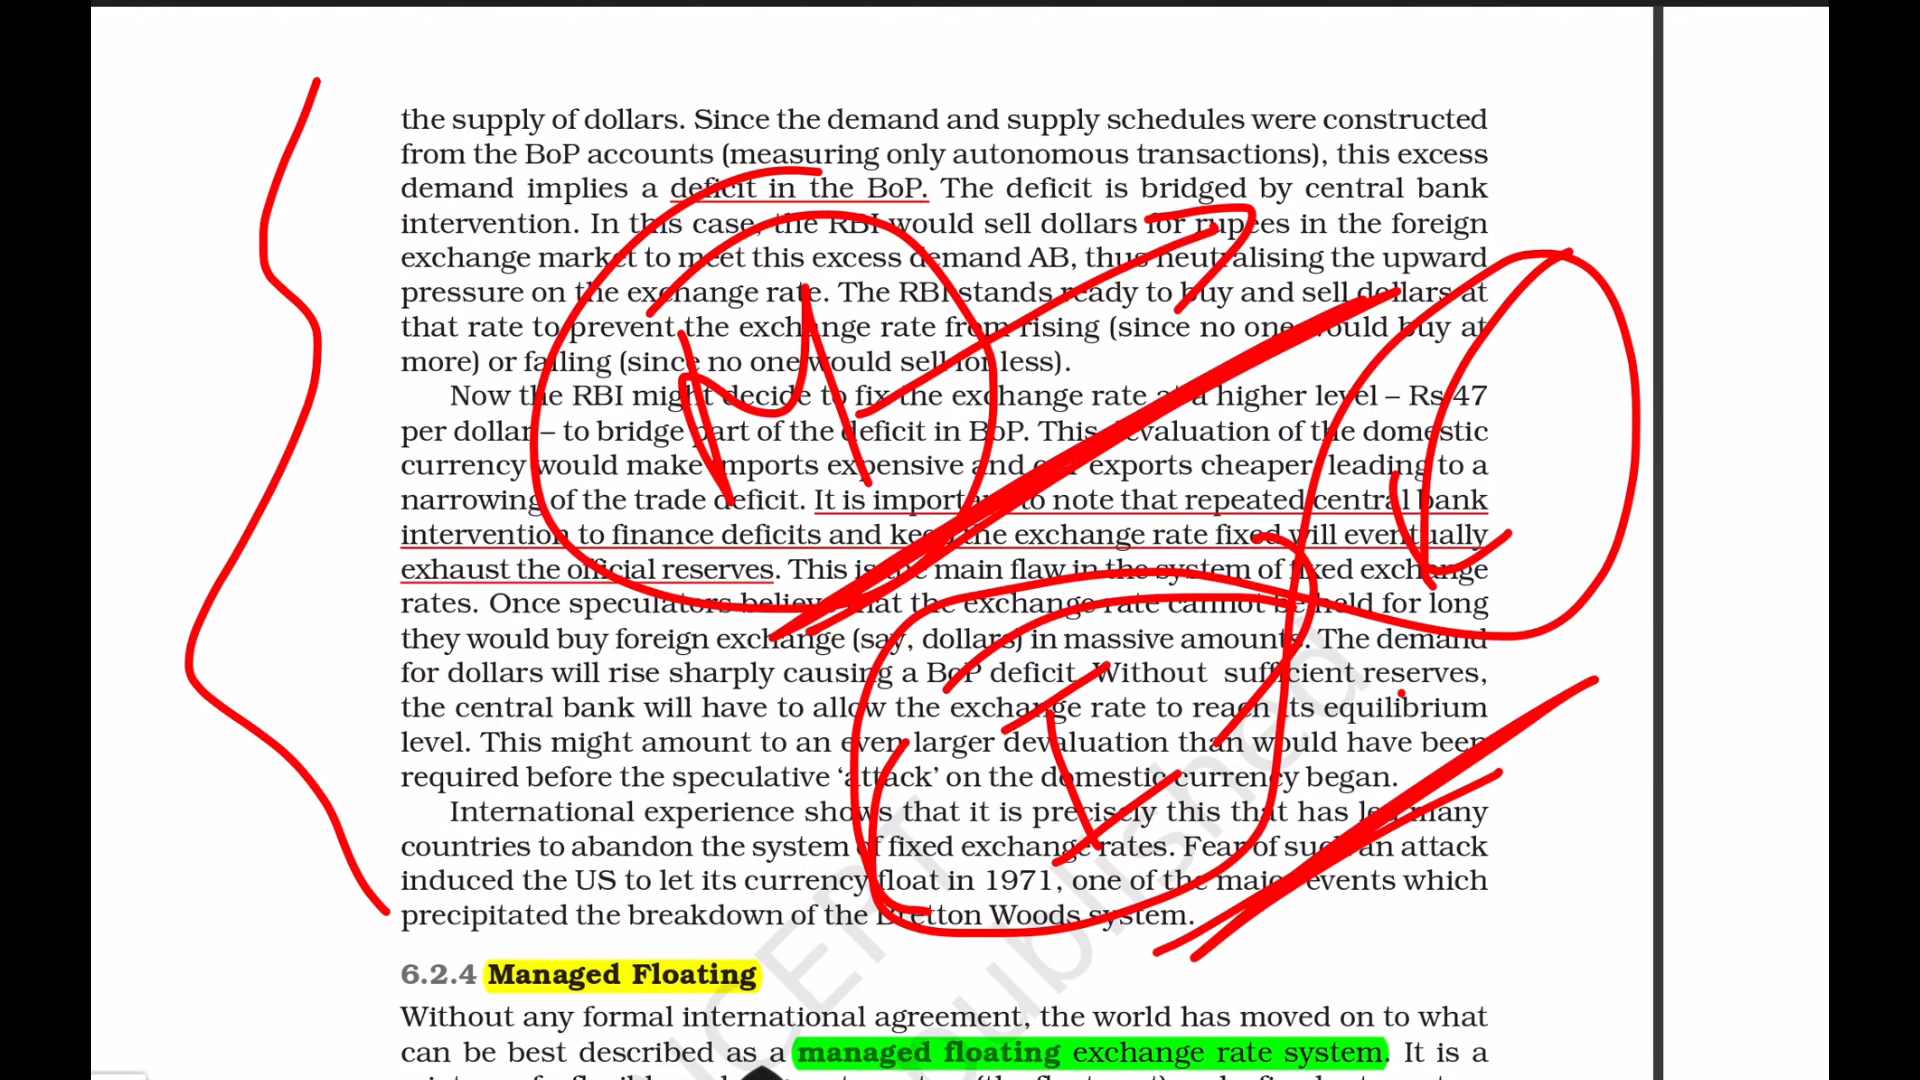 the supply of dollars. Since the demand and supply schedules were constructed
from the BoP accounts (measuring only autonomous transactions), this excess
demand implies a deficit in the BoP. The deficit is bridged by central bank
intervention. In this case, the RBI would sell dollars for rupees in the foreign
exchange market to meet this excess demand AB, thus neutralising the upward
pressure on the exchange rate. The RBI stands ready to buy and sell dollars at
that rate to prevent the exchange rate from rising (since no one would buy at
more) or falling (since no one would sell for less).
Now the RBI might decide to fix the exchange rate at a higher level – Rs 47
per dollar – to bridge part of the deficit in BoP. This devaluation of the domestic
currency would make imports expensive and our exports cheaper, leading to a
narrowing of the trade deficit. It is important to note that repeated central bank
intervention to finance deficits and keep the exchange rate fixed will eventually
exhaust the official reserves. This is the main flaw in the system of fixed exchange
rates. Once speculators believe that the exchange rate cannot be held for long
they would buy foreign exchange (say, dollars) in massive amounts. The demand
for dollars will rise sharply causing a BoP deficit. Without sufficient reserves,
the central bank will have to allow the exchange rate to reach its equilibrium
level. This might amount to an even larger devaluation than would have been
required before the speculative ‘attack’ on the domestic currency began.
International experience shows that it is precisely this that has led many
countries to abandon the system of fixed exchange rates. Fear of such an attack
induced the US to let its currency float in 1971, one of the major events which
precipitated the breakdown of the Bretton Woods system.
6.2.4 Managed Floating
Without any formal international agreement, the world has moved on to what
can be best described as a managed floating exchange rate system. It is a